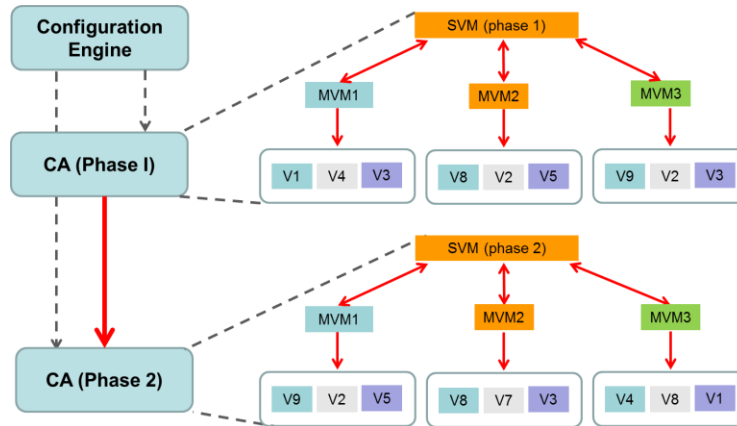 Configuration
Engine
SVM (phase 1)
MVM1
MVM2
MVM3
CA (Phase I)
V1 V4 V3
V8 V2 V5
V9 V2 V3
SVM (phase 2)
MVM1
MVM2
MVM3
CA (Phase 2)
V9 V2 V5
V8 V7 V3
V4 V8 V1